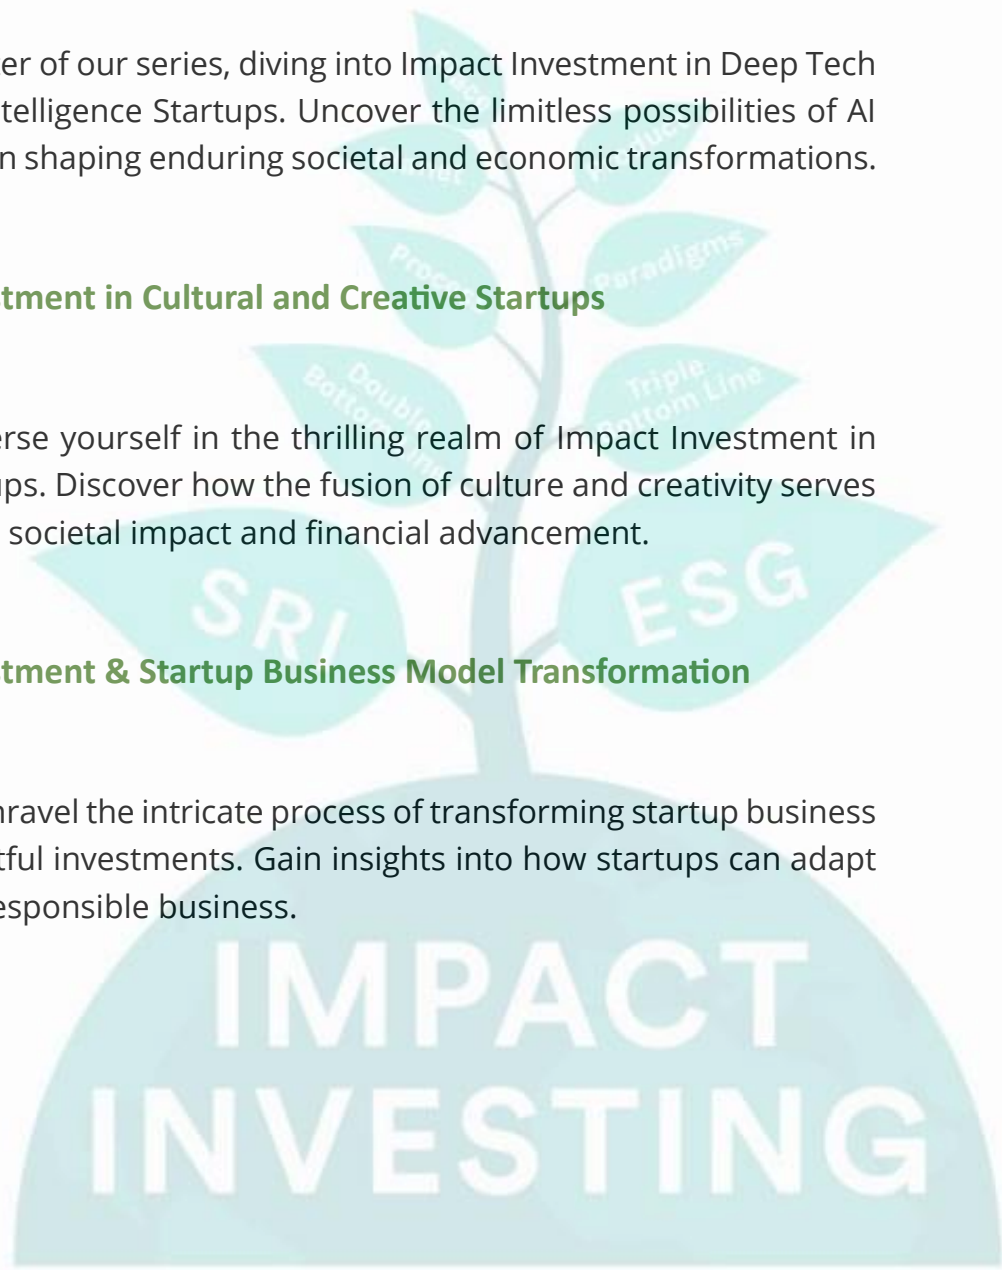 er of our series, diving into Impact Investment in Deep Tech
telligence Startups. Uncover the limitless possibilities of AI
n shaping enduring societal and economic transformations.
Product
Process
Paradigms
tment in Cultural and Creative Startups
Double
Bottom Line
Triple
Bottom Line
erse yourself in the thrilling realm of Impact Investment in
ups. Discover how the fusion of culture and creativity serves
societal impact and financial advancement.
SRI
ESG
tment & Startup Business Model Transformation
nravel the intricate process of transforming startup business
tful investments. Gain insights into how startups can adapt
esponsible business.
IMPACT
INVESTING